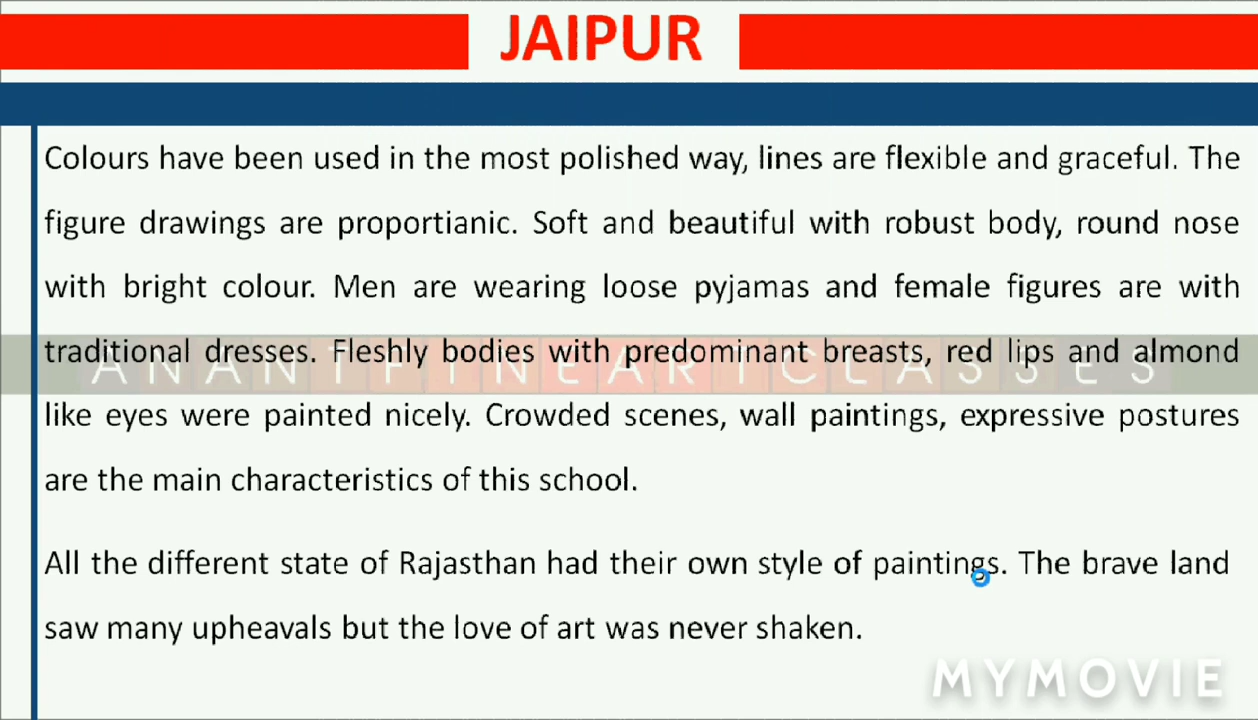 JAIPUR
Colours have been used in the most polished way, lines are flexible and graceful. The
figure drawings are proportianic. Soft and beautiful with robust body, round nose
with bright colour. Men are wearing loose pyjamas and female figures are with
traditional dresses. Fleshly bodies with predominant breasts, red lips and almond
ANANTFINEARTCLASSES
like eyes were painted nicely. Crowded scenes, wall paintings, expressive postures
are the main characteristics of this school.
All the different state of Rajasthan had their own style of paintings. The brave land
saw many upheavals but the love of art was never shaken.
MYMOVIE